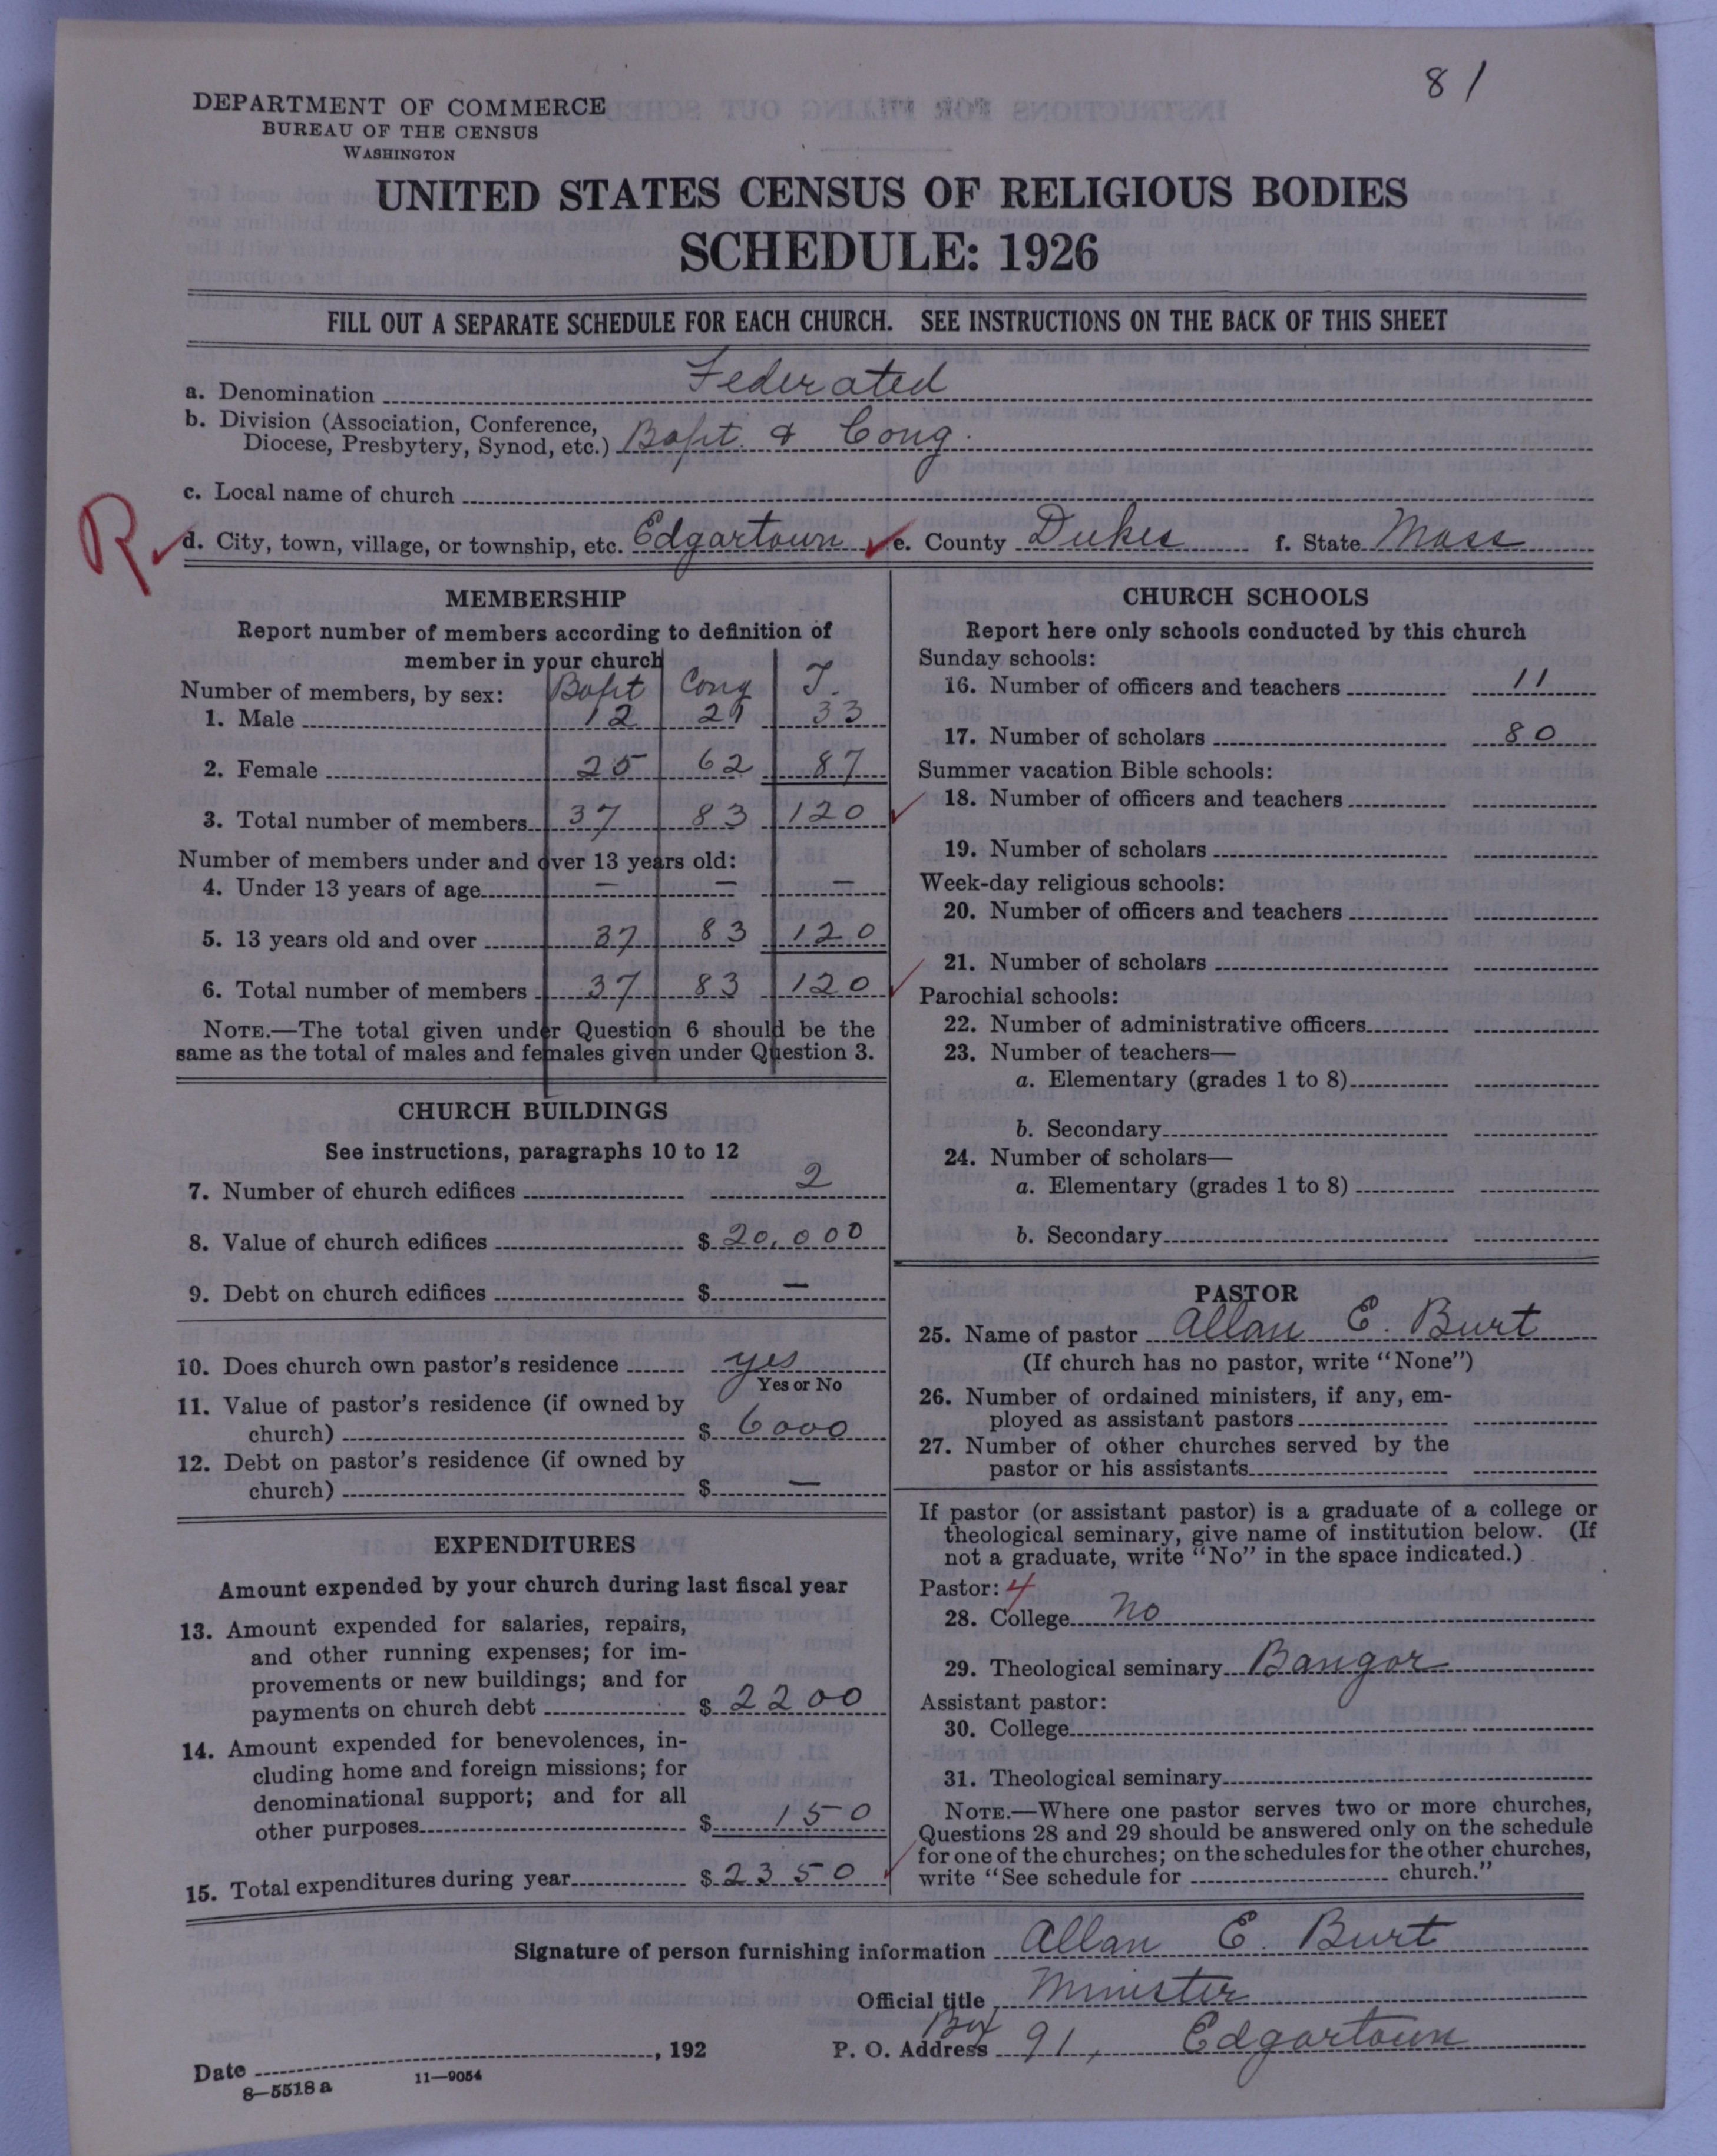 81
DEPARTMENT OF COMMERCE
BUREAU OF THE CENSUS
WASHINGTON
UNITED STATES CENSUS OF RELIGIOUS BODIES
SCHEDULE: 1926
FILL OUT A SEPARATE SCHEDULE FOR EACH CHURCH. SEE INSTRUCTIONS ON THE BACK OF THIS SHEET
a. Denomination Federated
b. Division (Association, Conference,
Diocese, Presbytery, Synod, etc.) Bapt. & Cong.
c. Local name of church
R d. City, town, village, or township, etc. Edgartown e. County Dukes f. State Mass
MEMBERSHIP
Report number of members according to definition of
member in your church
Number of members, by sex: Bapt Cong T.
1. Male 12 21 33
2. Female 25 62 87
3. Total number of members 37 83 120
Number of members under and over 13 years old:
4. Under 13 years of age — — —
5. 13 years old and over 37 83 120
6. Total number of members 37 83 120
NOTE.—The total given under Question 6 should be the
same as the total of males and females given under Question 3.
CHURCH BUILDINGS
See instructions, paragraphs 10 to 12
7. Number of church edifices 2
8. Value of church edifices $ 20,000
9. Debt on church edifices $ —
10. Does church own pastor's residence yes
Yes or No
11. Value of pastor's residence (if owned by
church) $ 6000
12. Debt on pastor's residence (if owned by
church) $ —
EXPENDITURES
Amount expended by your church during last fiscal year
13. Amount expended for salaries, repairs,
and other running expenses; for im-
provements or new buildings; and for
payments on church debt $ 2200
14. Amount expended for benevolences, in-
cluding home and foreign missions; for
denominational support; and for all
other purposes $ 150
15. Total expenditures during year $ 2350
CHURCH SCHOOLS
Report here only schools conducted by this church
Sunday schools:
16. Number of officers and teachers 11
17. Number of scholars 80
Summer vacation Bible schools:
18. Number of officers and teachers
19. Number of scholars
Week-day religious schools:
20. Number of officers and teachers
21. Number of scholars
Parochial schools:
22. Number of administrative officers
23. Number of teachers—
a. Elementary (grades 1 to 8)
b. Secondary
24. Number of scholars—
a. Elementary (grades 1 to 8)
b. Secondary
PASTOR
25. Name of pastor Allan E. Burt
(If church has no pastor, write "None")
26. Number of ordained ministers, if any, em-
ployed as assistant pastors
27. Number of other churches served by the
pastor or his assistants
If pastor (or assistant pastor) is a graduate of a college or
theological seminary, give name of institution below. (If
not a graduate, write "No" in the space indicated.)
Pastor: 4
28. College No
29. Theological seminary Bangor
Assistant pastor:
30. College
31. Theological seminary
NOTE.—Where one pastor serves two or more churches,
Questions 28 and 29 should be answered only on the schedule
for one of the churches; on the schedules for the other churches,
write "See schedule for church."
Signature of person furnishing information Allan E. Burt
Official title Minister
Date , 192 P. O. Address Box 91, Edgartown
8—5518 a 11—9054